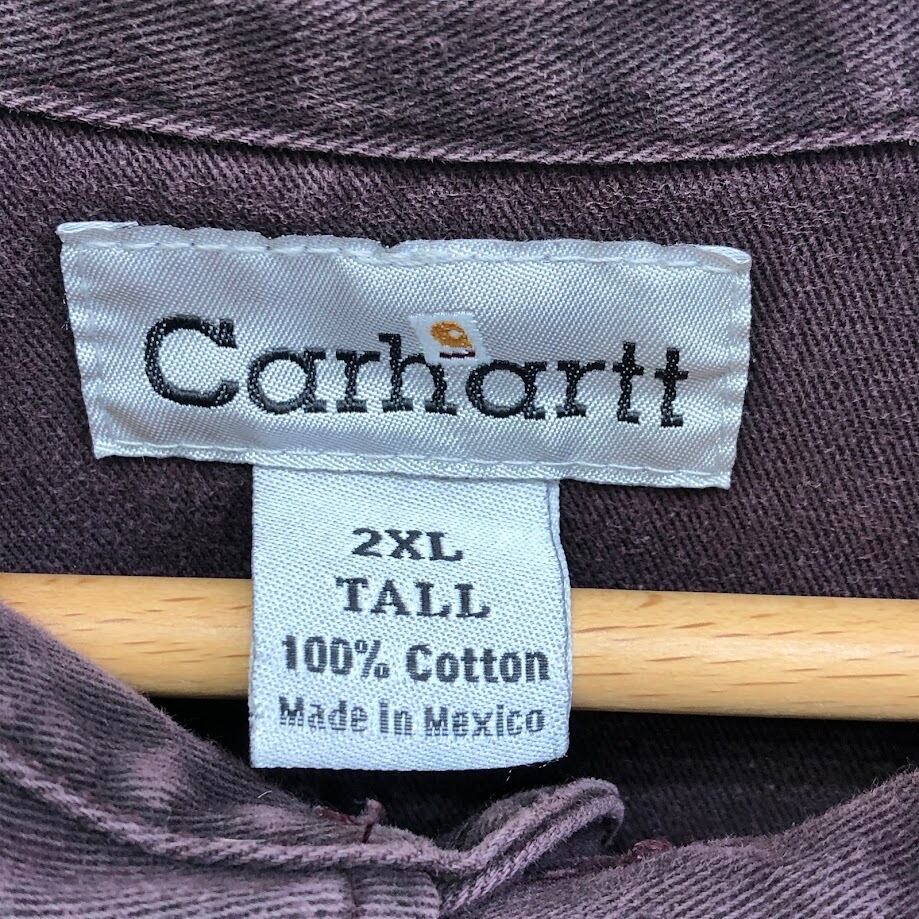 Carhartt
2XL
TALL
100% Cotton
Made in Mexico